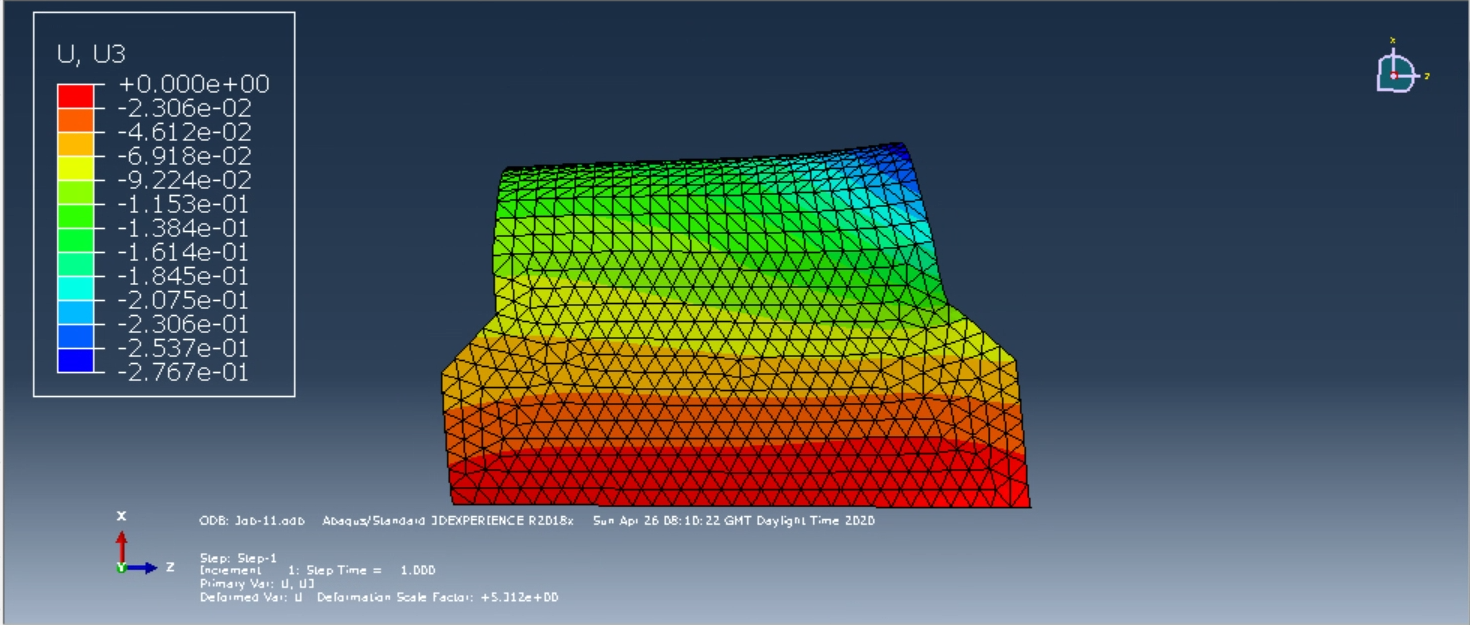 U, U3
+0.000e+00
-2.306e-02
-4.612e-02
-6.918e-02
-9.224e-02
-1.153e-01
-1.384e-01
-1.614e-01
-1.845e-01
-2.075e-01
-2.306e-01
-2.537e-01
-2.767e-01
X
Z
X
Y
Z
ODB: Job-11.odb Abaqus/Standard 3DEXPERIENCE R2018x Sun Apr 26 08:10:22 GMT Daylight Time 2020
Step: Step-1
Increment 1: Step Time = 1.000
Primary Var: U, U3
Deformed Var: U Deformation Scale Factor: +5.312e+00